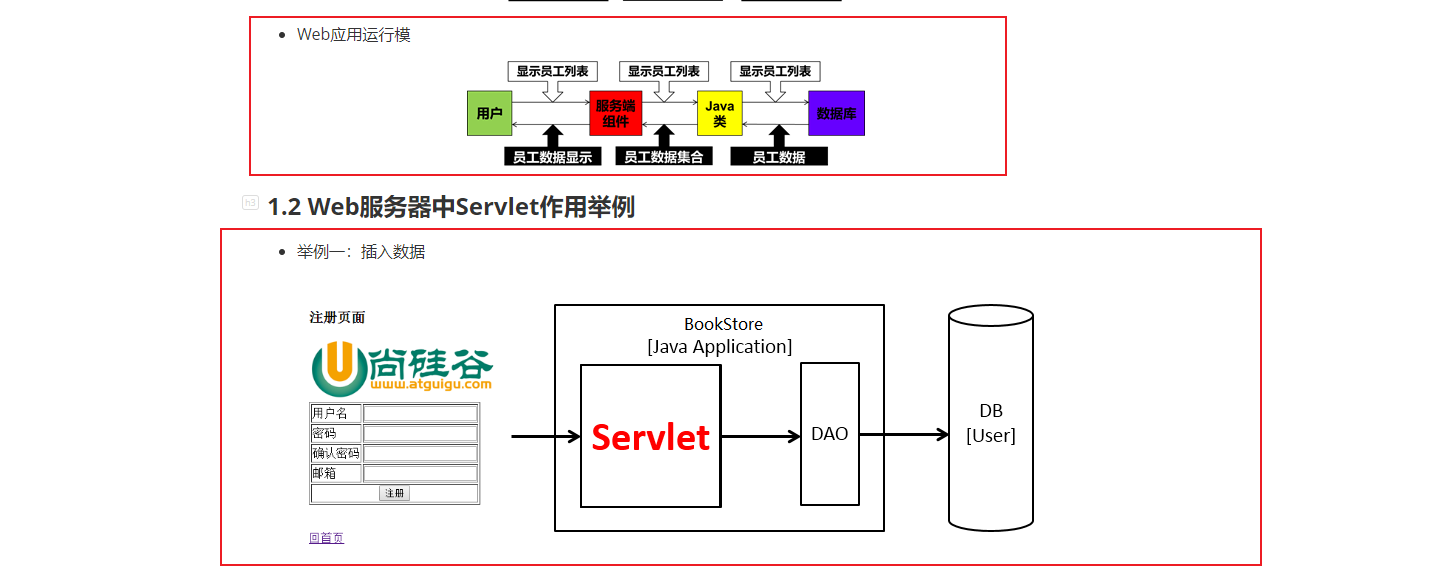 Web应用运行模
显示员工列表 显示员工列表 显示员工列表
用户 服务端组件 Java类 数据库
员工数据显示 员工数据集合 员工数据
h3
1.2 Web服务器中Servlet作用举例
举例一：插入数据
注册页面
尚硅谷
www.atguigu.com
用户名
密码
确认密码
邮箱
注册
回首页
BookStore
[Java Application]
Servlet
DAO
DB
[User]